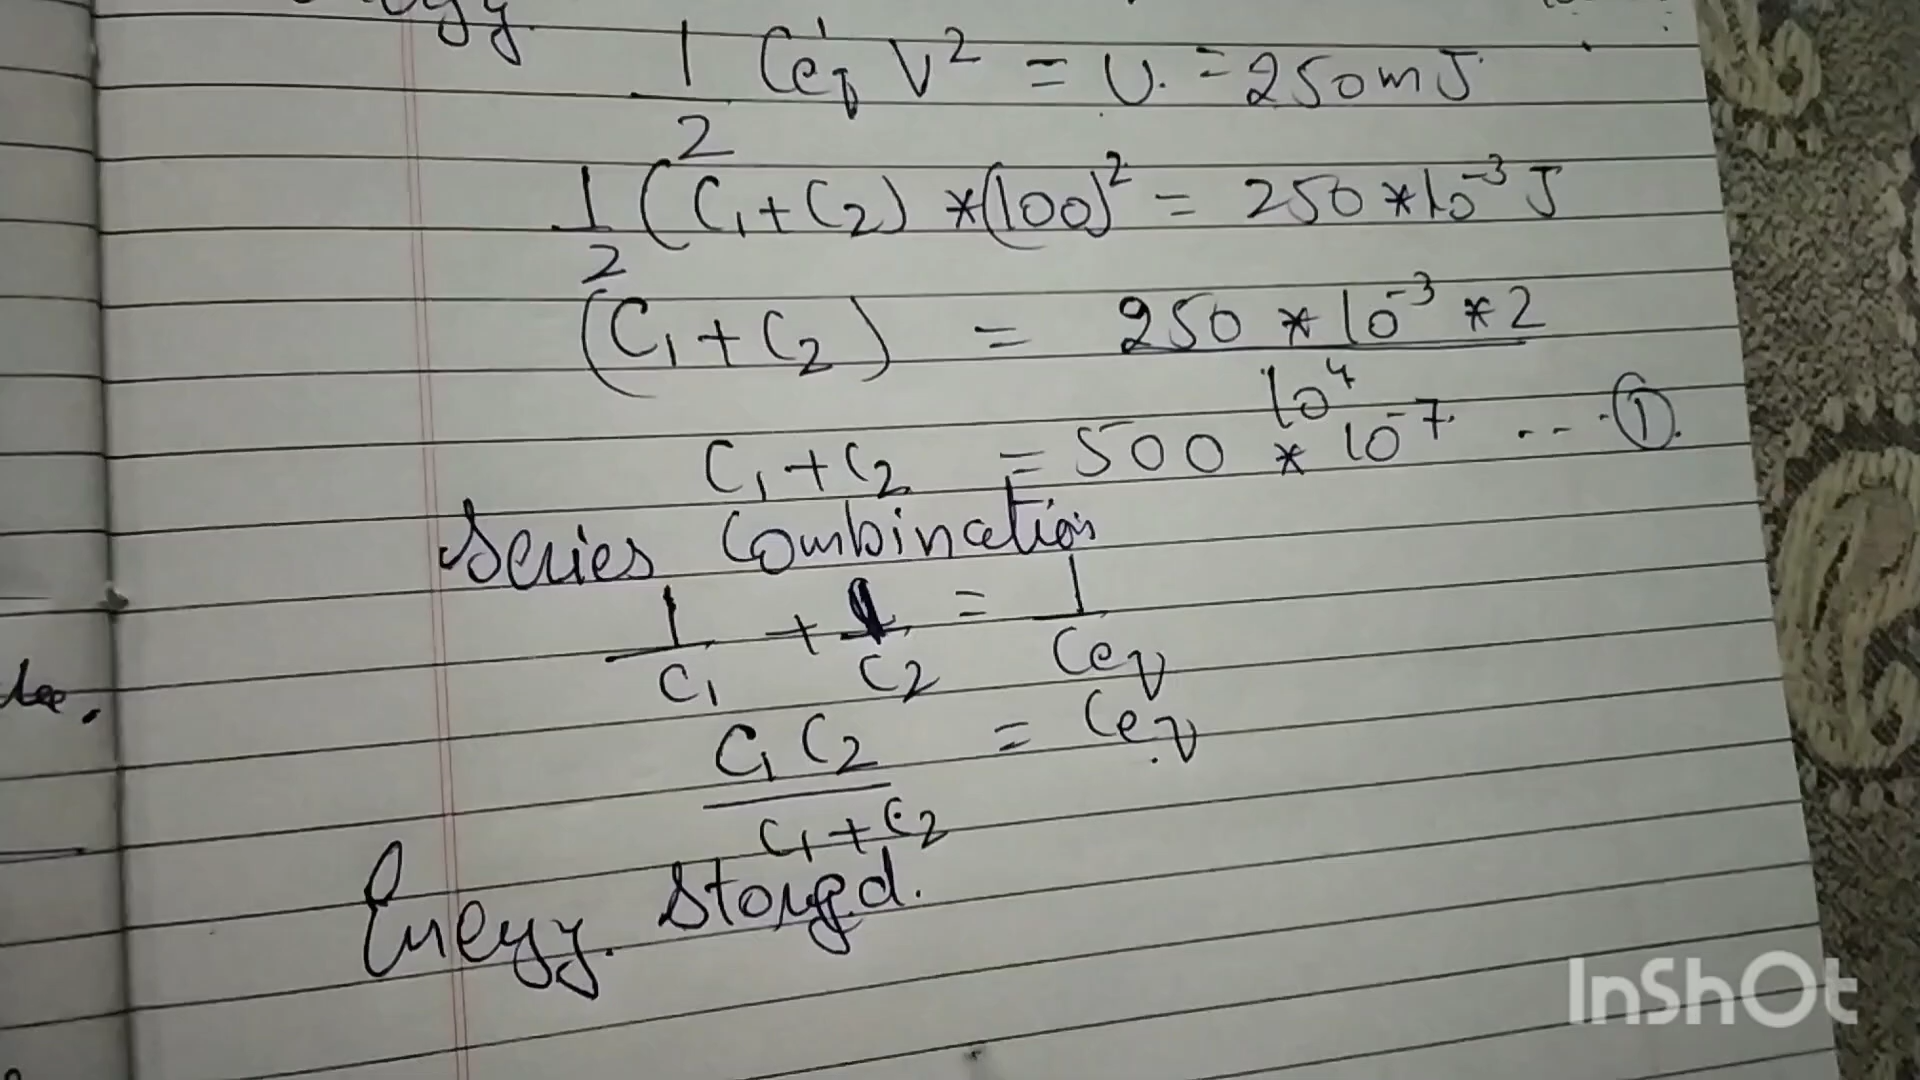 1/2 Ceq V² = U. = 250mJ
1/2 (C₁+C₂) *(100)² = 250 *10⁻³ J
(C₁+C₂) = 250 *10⁻³ *2 / 10⁴
C₁+C₂ = 500 * 10⁻⁷ ... ①.
Series Combination
1/C₁ + 1/C₂ = 1/Ceq
C₁C₂ / C₁+C₂ = Ceq
Energy. Stored.
InShOt